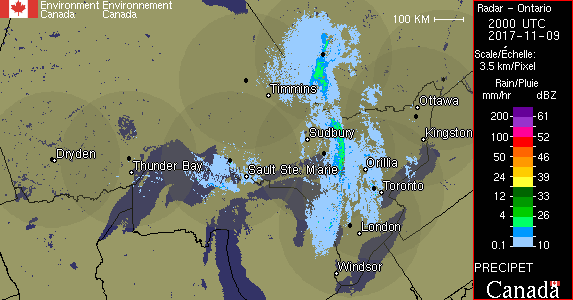 Environment Environnement
Canada Canada
100 KM
Timmins
Ottawa
Sudbury
Kingston
Dryden
Thunder Bay
Sault Ste. Marie
Orillia
Toronto
London
Windsor
Radar - Ontario
2000 UTC
2017-11-09
Scale/Échelle:
3.5 km/Pixel
Rain/Pluie
mm/hr dBZ
200 61
100 52
50 46
24 39
12 33
4 26
0.1 10
PRECIPET
Canada